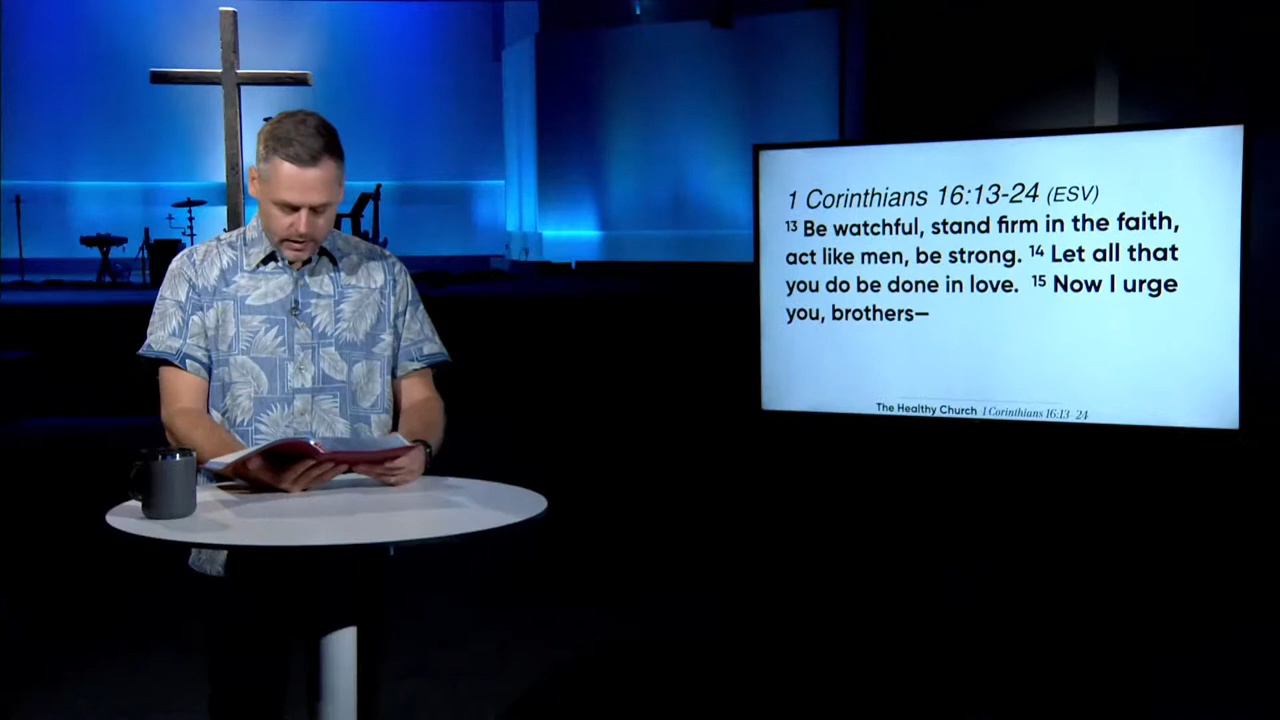 1 Corinthians 16:13-24 (ESV)
13 Be watchful, stand firm in the faith,
act like men, be strong. 14 Let all that
you do be done in love. 15 Now I urge
you, brothers—
The Healthy Church 1 Corinthians 16:13-24